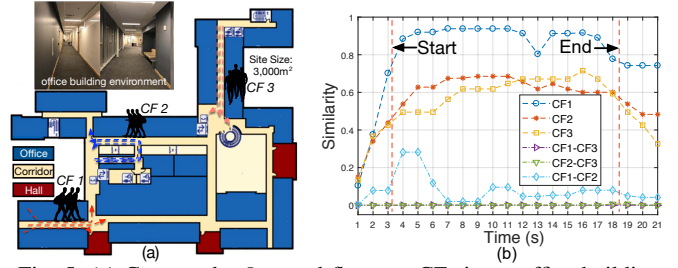 office building environment
Site Size:
3,000m²
CF 3
CF 2
CF 1
Office
Corridor
Hall
(a)
Similarity
1
0.8
0.6
0.4
0.2
0
Start
End
CF1
CF2
CF3
CF1-CF3
CF2-CF3
CF1-CF2
1 2 3 4 5 6 7 8 9 10 11 12 13 14 15 16 17 18 19 20 21
Time (s)
(b)